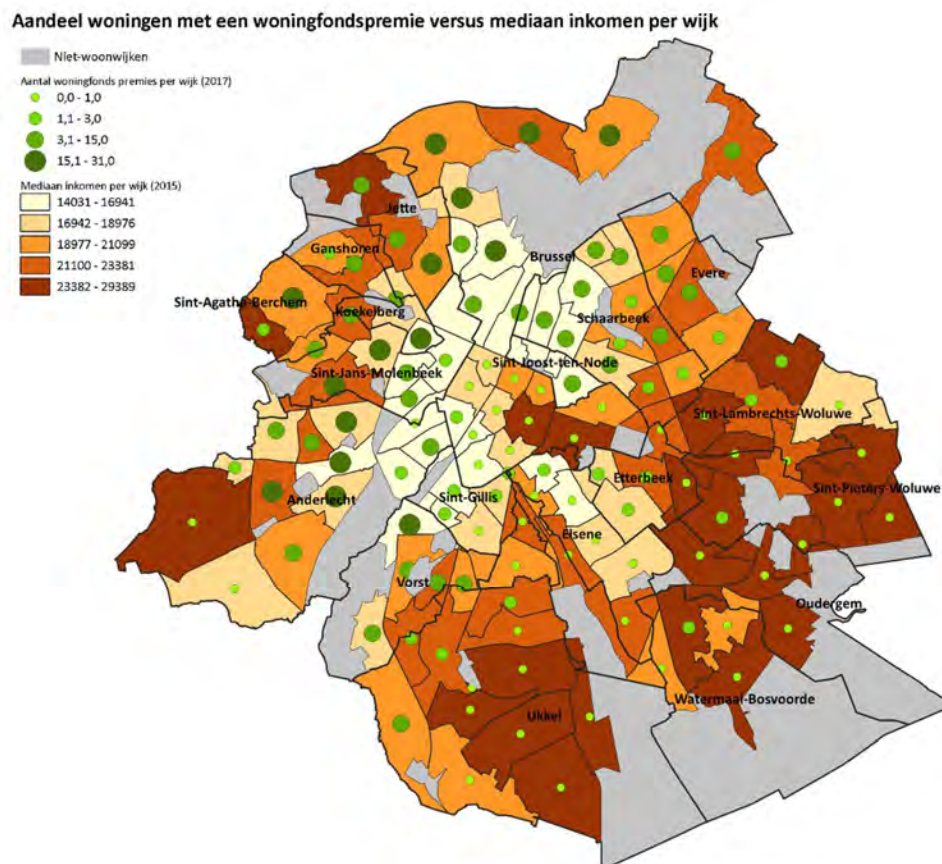 Aandeel woningen met een woningfondspremie versus mediaan inkomen per wijk
Niet-woonwijken
Aantal woningfonds premies per wijk (2017)
0,0 - 1,0
1,1 - 3,0
3,1 - 15,0
15,1 - 31,0
Mediaan inkomen per wijk (2015)
14031 - 16941
16942 - 18976
18977 - 21099
21100 - 23381
23382 - 29389
Jette
Ganshoren
Brussel
Evere
Sint-Agatha-Berchem
Koekelberg
Schaarbeek
Sint-Joost-ten-Node
Sint-Jans-Molenbeek
Sint-Lambrechts-Woluwe
Etterbeek
Sint-Pieters-Woluwe
Anderlecht
Sint-Gillis
Elsene
Vorst
Oudergem
Watermaal-Bosvoorde
Ukkel